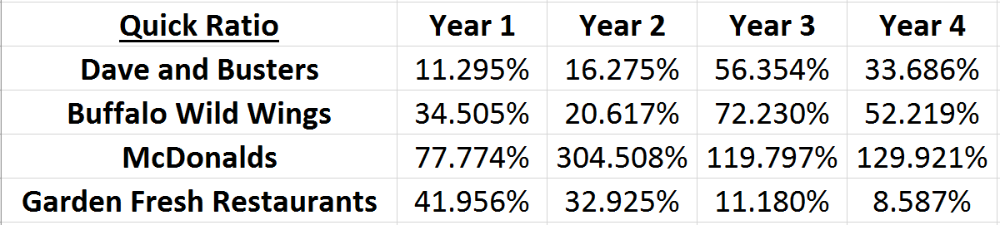 Quick Ratio Year 1 Year 2 Year 3 Year 4
Dave and Busters 11.295% 16.275% 56.354% 33.686%
Buffalo Wild Wings 34.505% 20.617% 72.230% 52.219%
McDonalds 77.774% 304.508% 119.797% 129.921%
Garden Fresh Restaurants 41.956% 32.925% 11.180% 8.587%